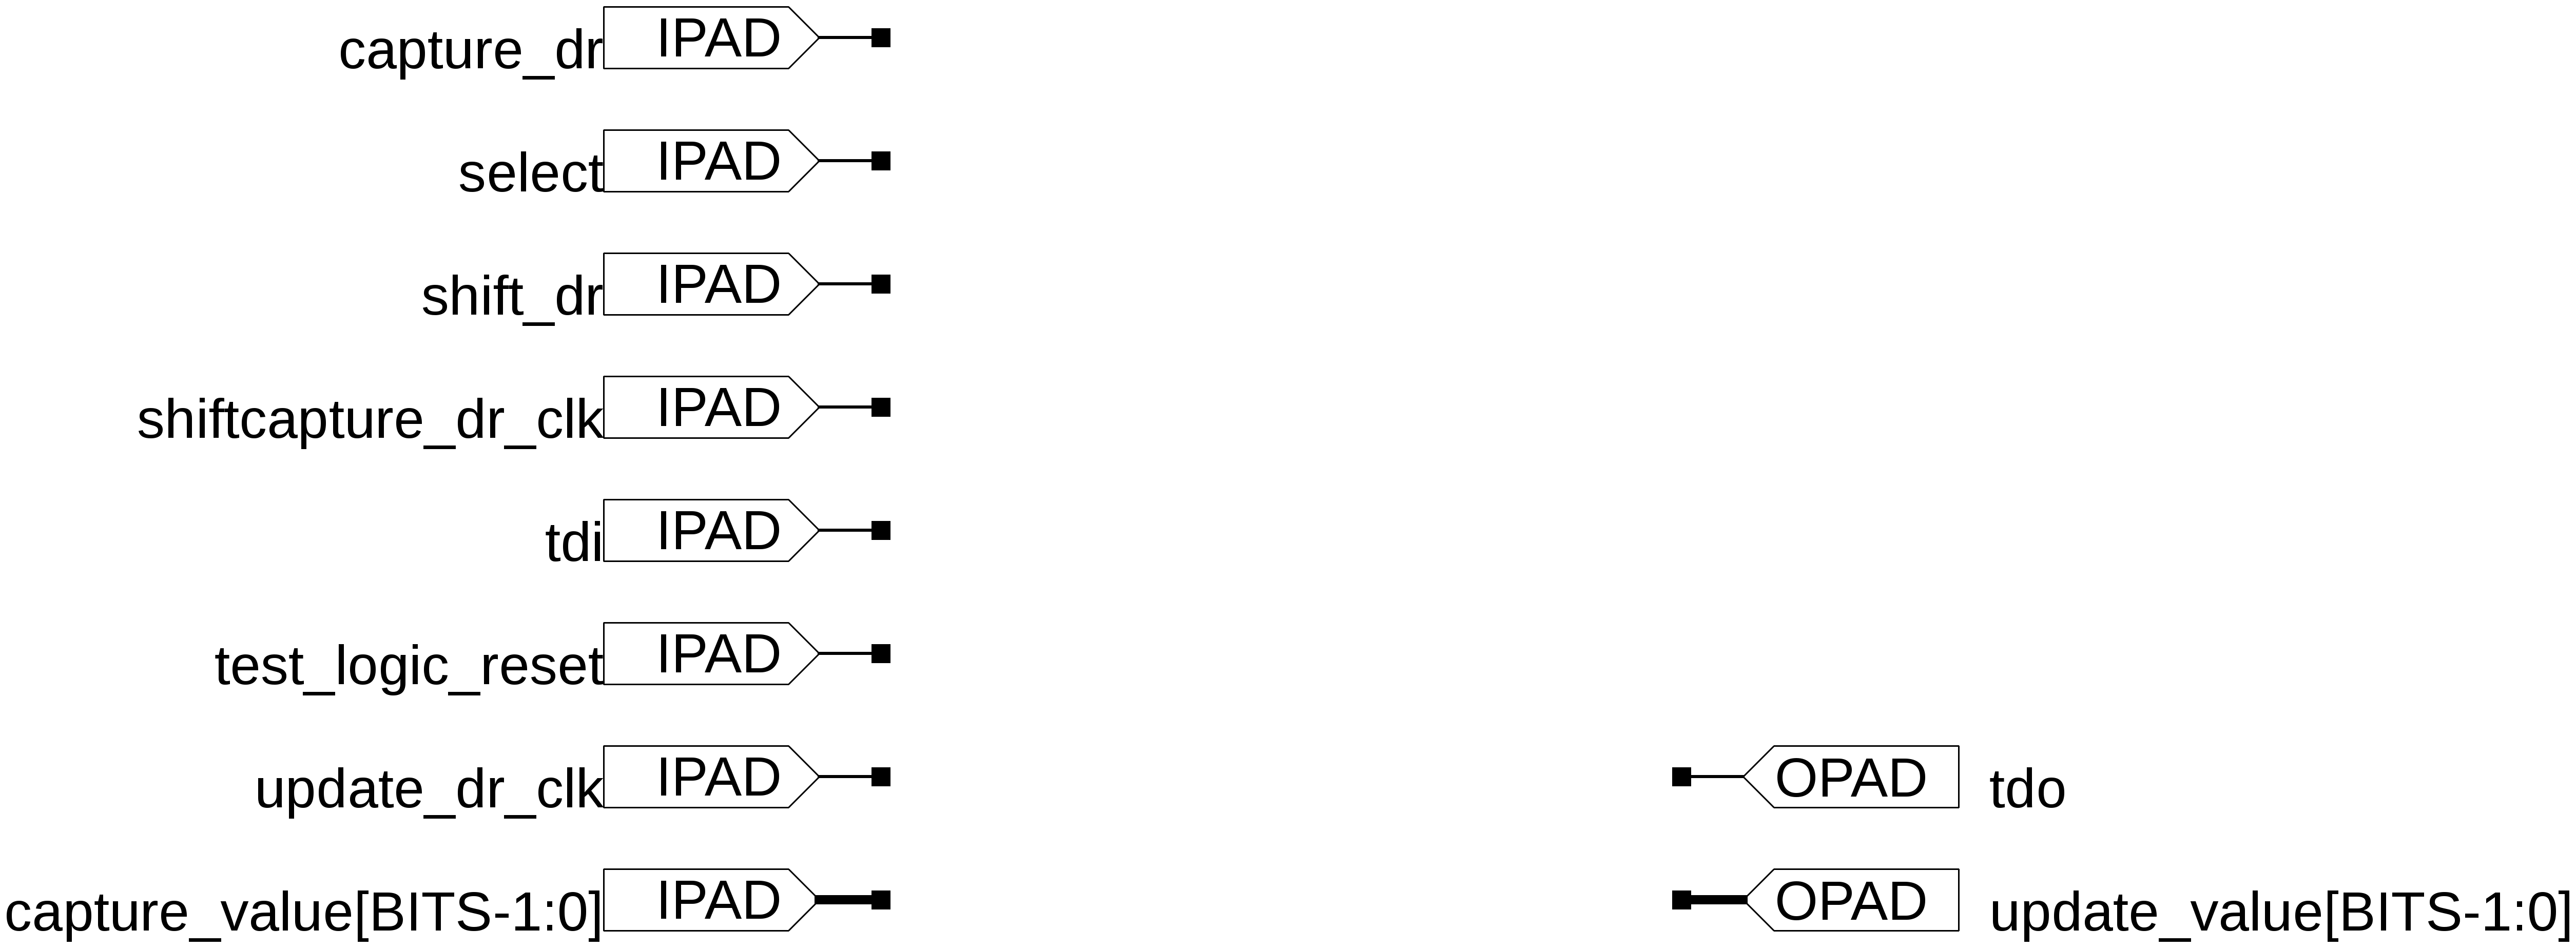 capture_dr IPAD
select IPAD
shift_dr IPAD
shiftcapture_dr_clk IPAD
tdi IPAD
test_logic_reset IPAD
update_dr_clk IPAD OPAD tdo
capture_value[BITS-1:0] IPAD OPAD update_value[BITS-1:0]